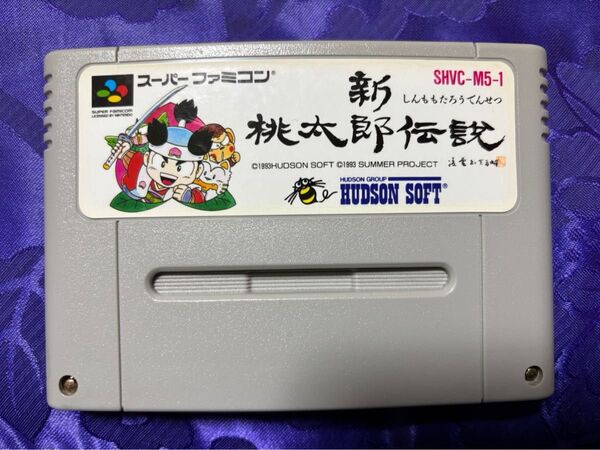 スーパーファミコン®
SUPER FAMICOM
LICENSED BY NINTENDO
SHVC-M5-1
新
しんももたろうでんせつ
桃太郎伝説
©1993HUDSON SOFT ©1993 SUMMER PROJECT
HUDSON GROUP
HUDSON SOFT®